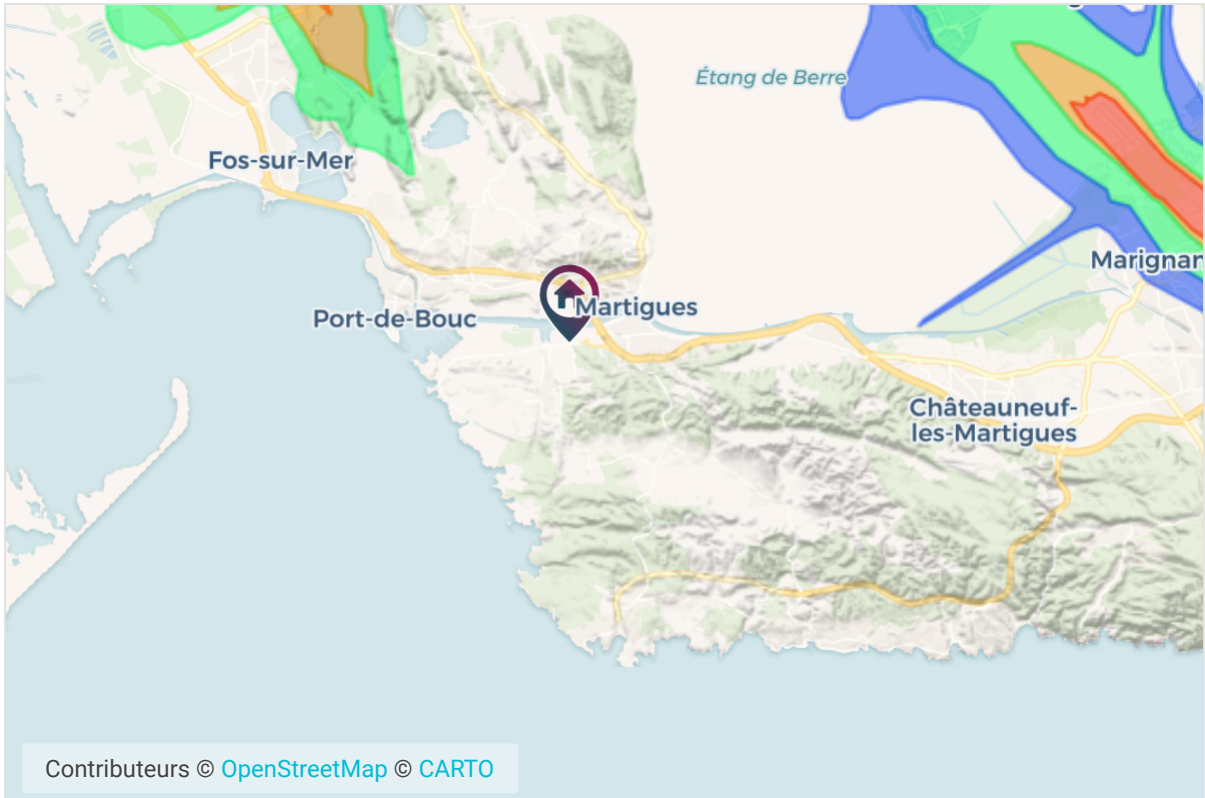 Étang de Berre
Fos-sur-Mer
Marignan
Martigues
Port-de-Bouc
Châteauneuf-
les-Martigues
Contributeurs © OpenStreetMap © CARTO